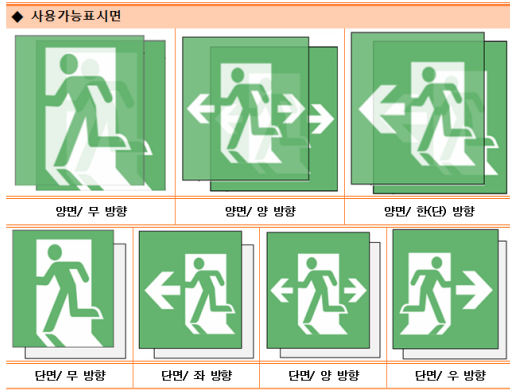 ◆ 사용가능표시면
양면/ 무 방향
양면/ 양 방향
양면/ 한(단) 방향
단면/ 무 방향
단면/ 좌 방향
단면/ 양 방향
단면/ 우 방향